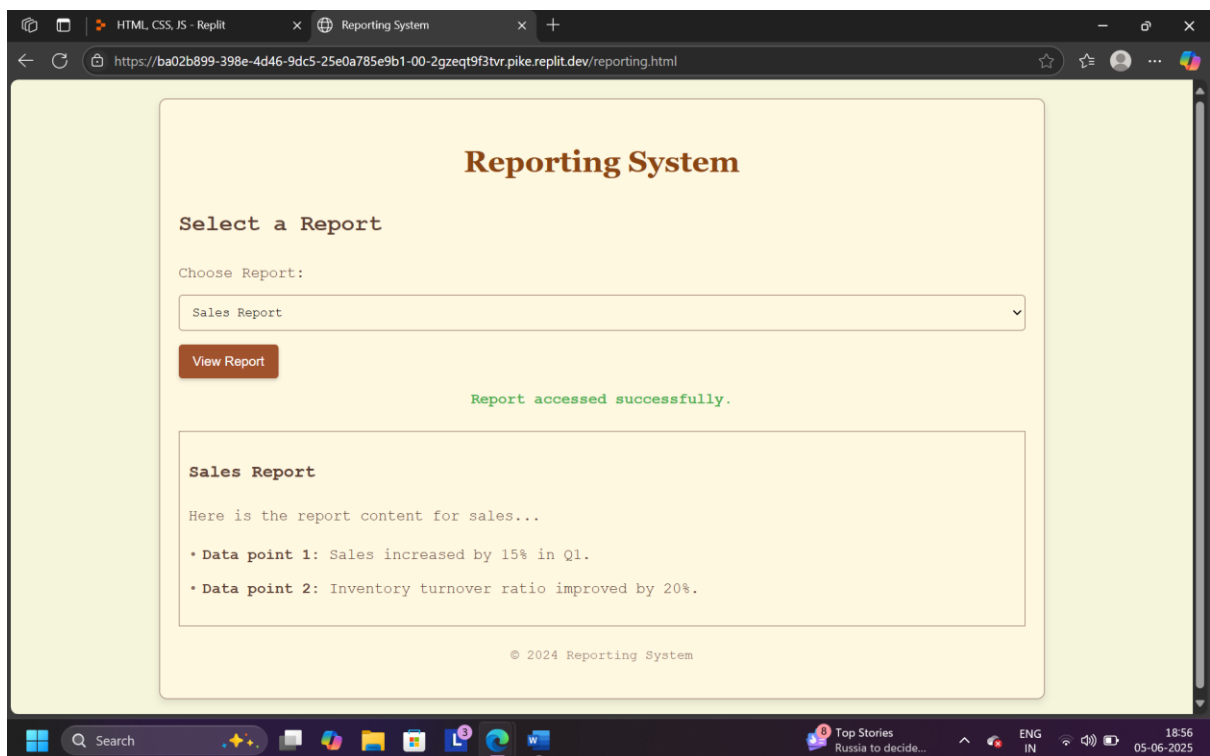 HTML, CSS, JS - Replit
Reporting System
https://ba02b899-398e-4d46-9dc5-25e0a785e9b1-00-2gzeqt9f3tvr.pike.replit.dev/reporting.html
Reporting System
Select a Report
Choose Report:
Sales Report
View Report
Report accessed successfully.
Sales Report
Here is the report content for sales...
• Data point 1: Sales increased by 15% in Q1.
• Data point 2: Inventory turnover ratio improved by 20%.
© 2024 Reporting System
Search
L 3
W
8
Top Stories
Russia to decide...
ENG
IN
18:56
05-06-2025